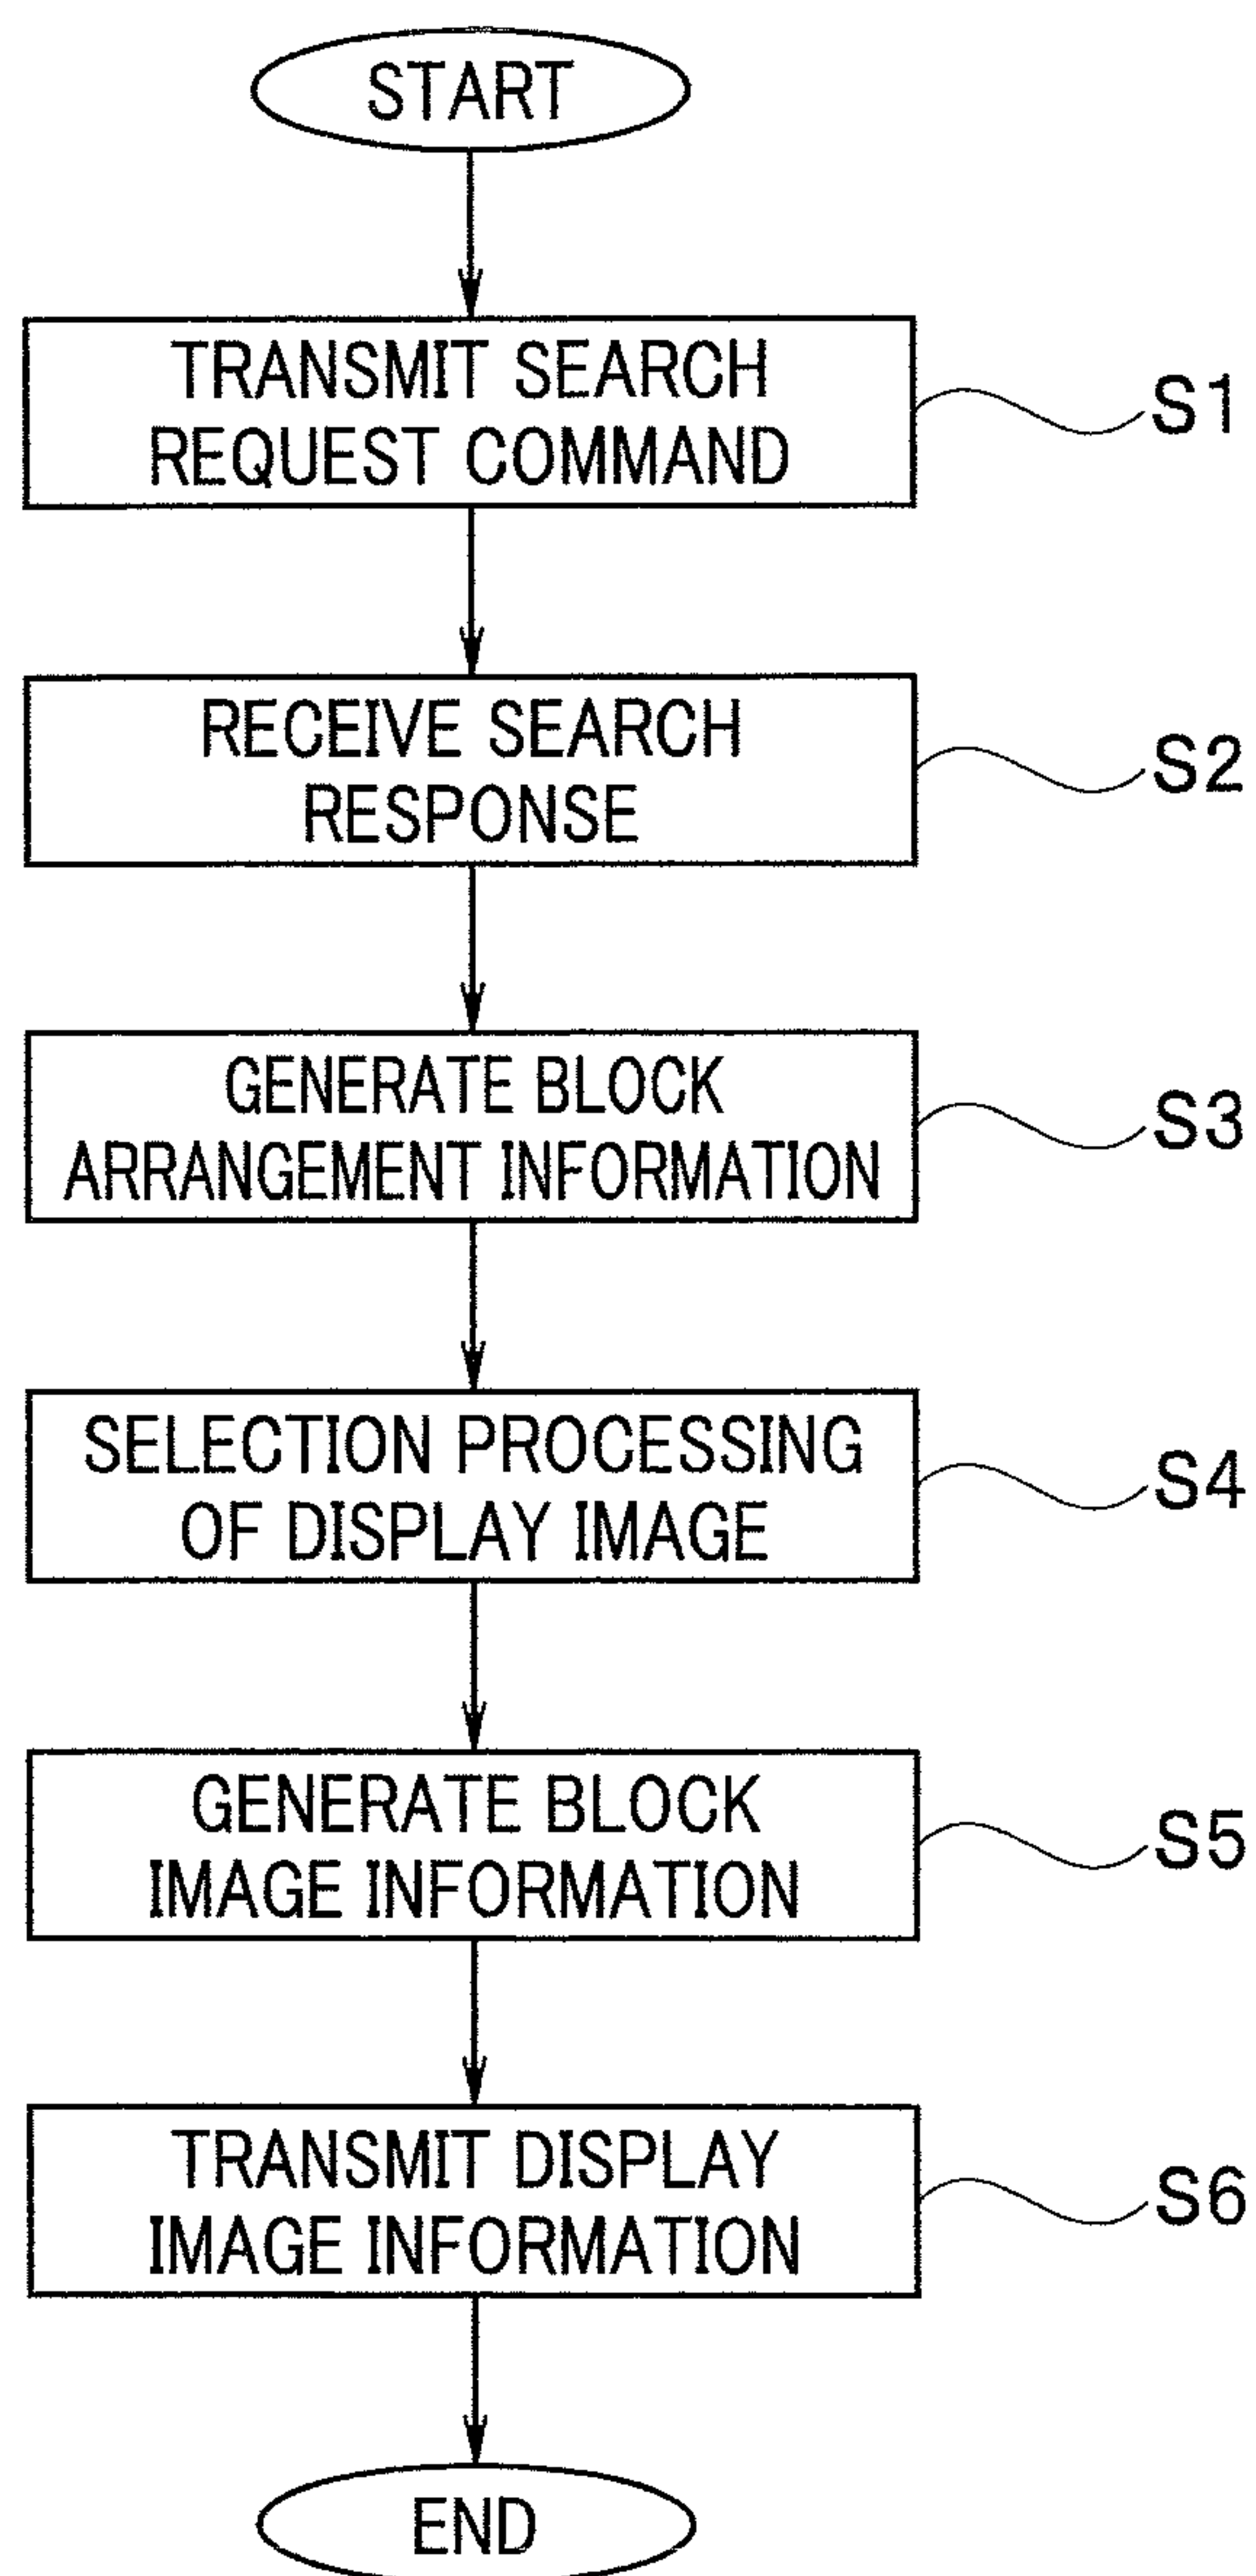 START
TRANSMIT SEARCH
REQUEST COMMAND
S1
RECEIVE SEARCH
RESPONSE
S2
GENERATE BLOCK
ARRANGEMENT INFORMATION
S3
SELECTION PROCESSING
OF DISPLAY IMAGE
S4
GENERATE BLOCK
IMAGE INFORMATION
S5
TRANSMIT DISPLAY
IMAGE INFORMATION
S6
END